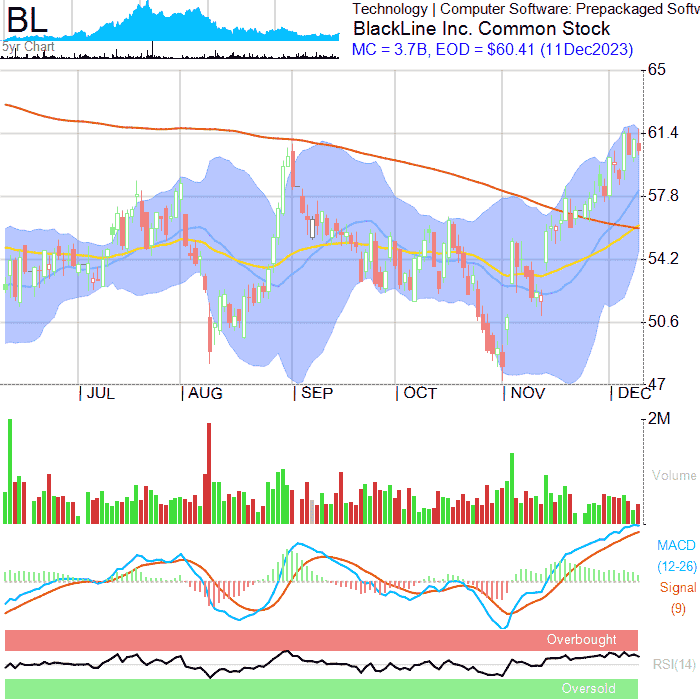 BL
5yr Chart
Technology | Computer Software: Prepackaged Softw
BlackLine Inc. Common Stock
MC = 3.7B, EOD = $60.41 (11Dec2023)
65
61.4
57.8
54.2
50.6
47
| JUL | AUG | SEP | OCT | NOV | DEC
2M
Volume
MACD
(12-26)
Signal
(9)
Overbought
RSI(14)
Oversold